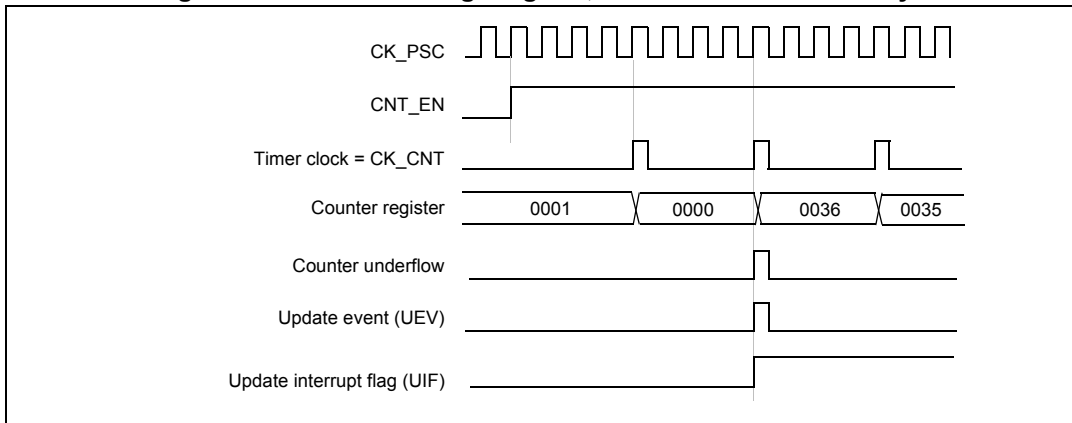 CK_PSC
CNT_EN
Timer clock = CK_CNT
Counter register 0001 0000 0036 0035
Counter underflow
Update event (UEV)
Update interrupt flag (UIF)